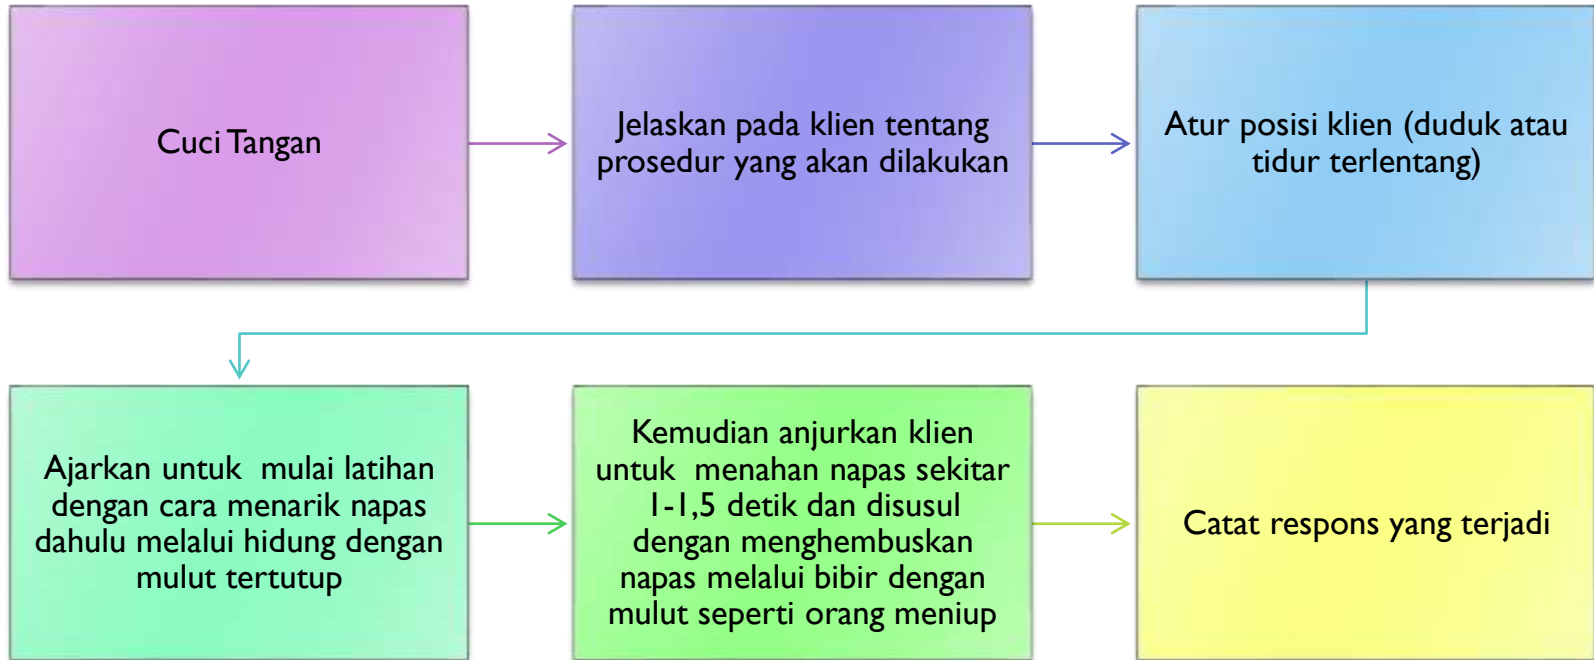 Cuci Tangan
Jelaskan pada klien tentang
prosedur yang akan dilakukan
Atur posisi klien (duduk atau
tidur terlentang)
Ajarkan untuk mulai latihan
dengan cara menarik napas
dahulu melalui hidung dengan
mulut tertutup
Kemudian anjurkan klien
untuk menahan napas sekitar
1-1,5 detik dan disusul
dengan menghembuskan
napas melalui bibir dengan
mulut seperti orang meniup
Catat respons yang terjadi